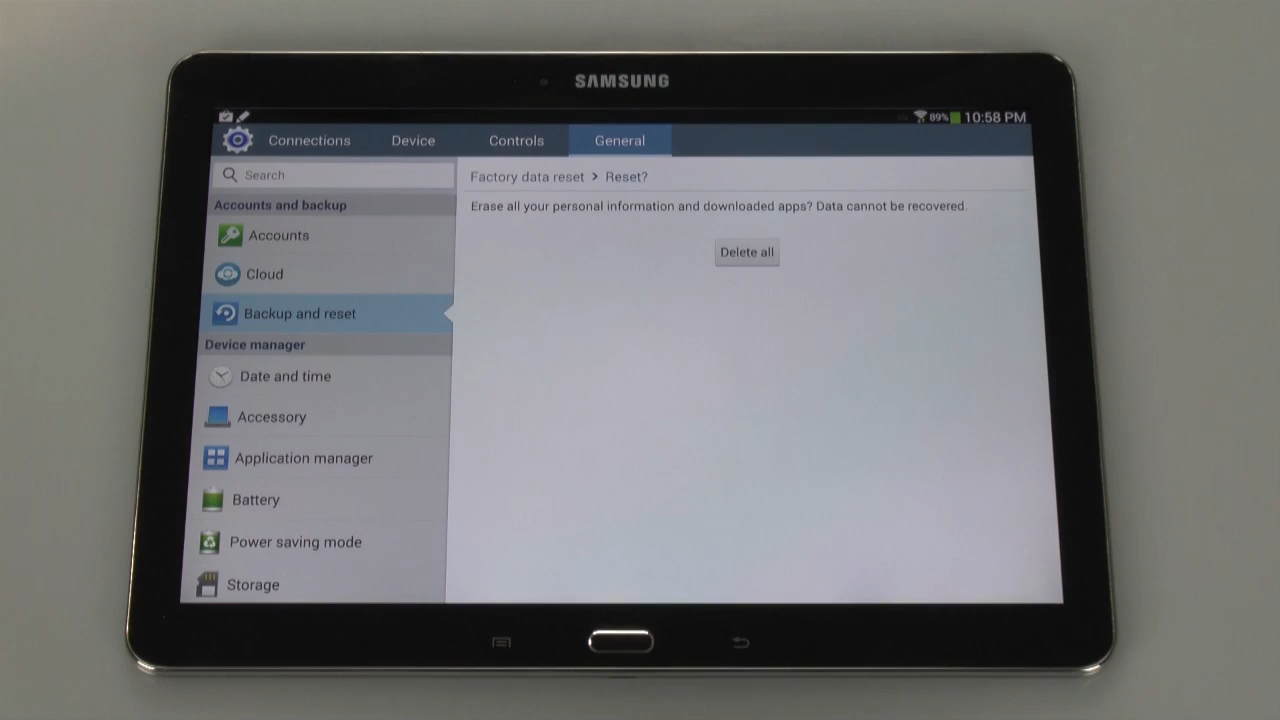 SAMSUNG
89% 10:58 PM
Connections Device Controls General
Search
Factory data reset > Reset?
Accounts and backup
Erase all your personal information and downloaded apps? Data cannot be recovered.
Accounts
Delete all
Cloud
Backup and reset
Device manager
Date and time
Accessory
Application manager
Battery
Power saving mode
Storage